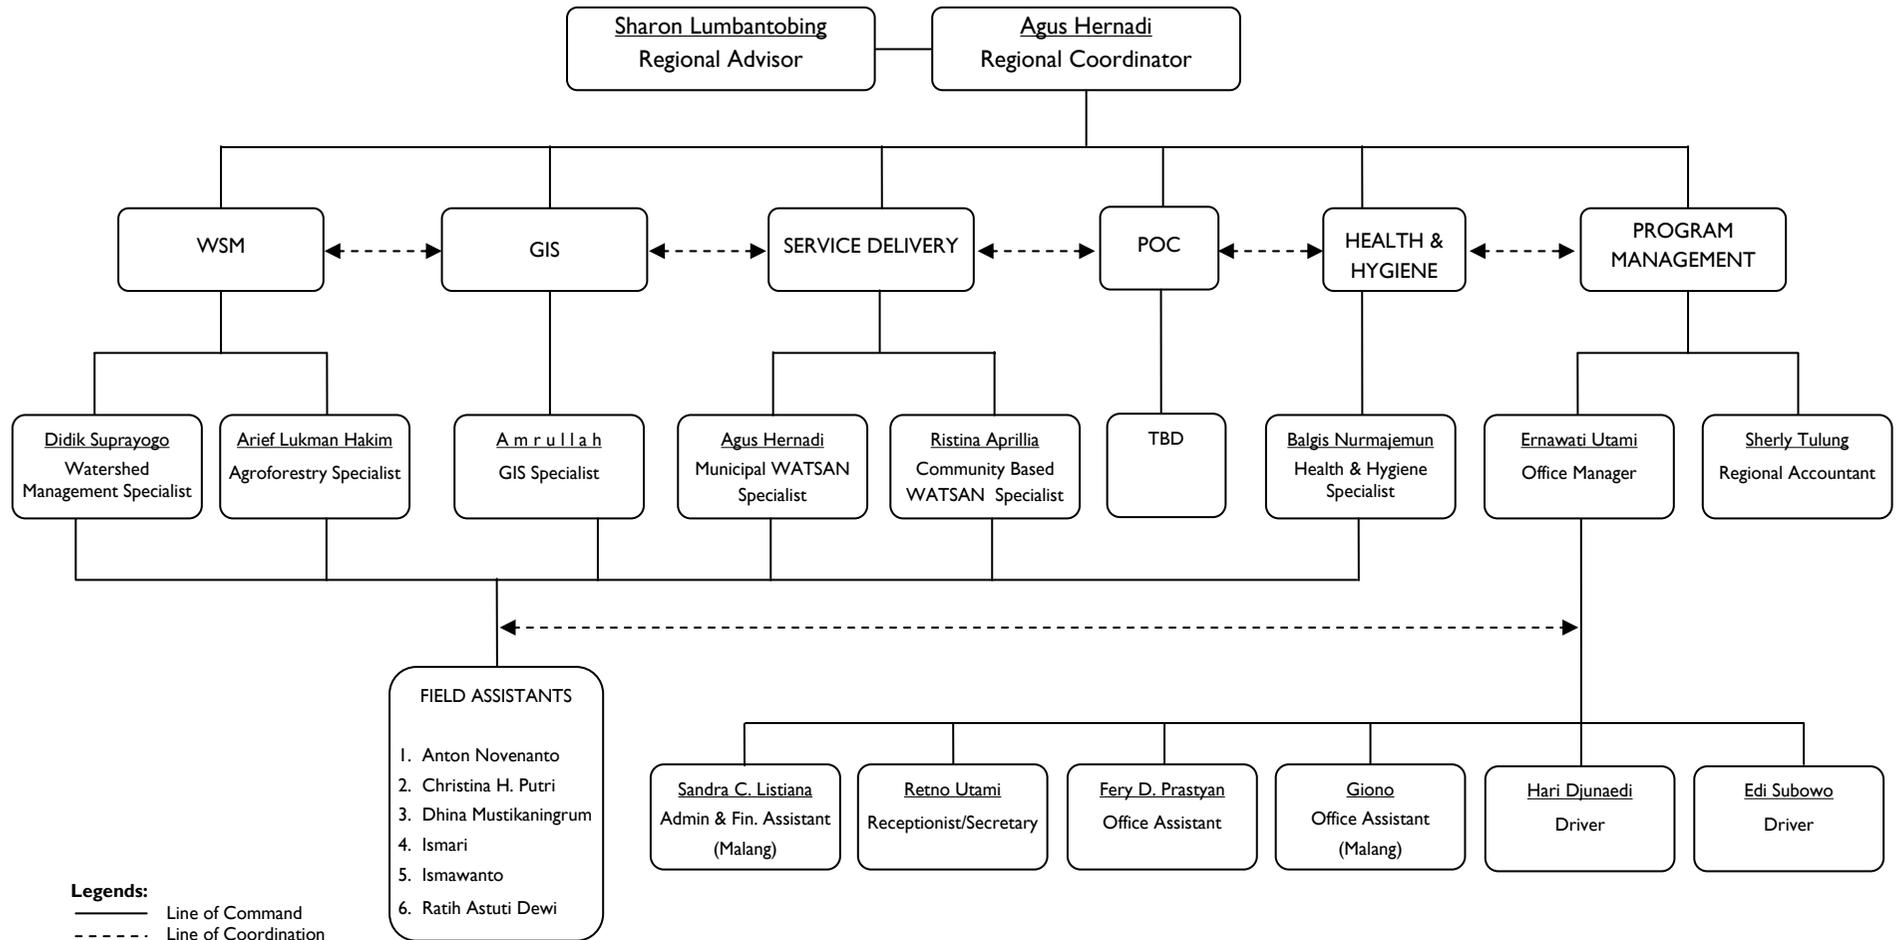 Sharon Lumbantobing
Regional Advisor
Agus Hernadi
Regional Coordinator
WSM
GIS
SERVICE DELIVERY
POC
HEALTH &
HYGIENE
PROGRAM
MANAGEMENT
Didik Suprayogo
Watershed
Management Specialist
Arief Lukman Hakim
Agroforestry Specialist
A m r u l l a h
GIS Specialist
Agus Hernadi
Municipal WATSAN
Specialist
Ristina Aprillia
Community Based
WATSAN Specialist
TBD
Balgis Nurmajemun
Health & Hygiene
Specialist
Ernawati Utami
Office Manager
Sherly Tulung
Regional Accountant
FIELD ASSISTANTS
1. Anton Novenanto
2. Christina H. Putri
3. Dhina Mustikaningrum
4. Ismari
5. Ismawanto
6. Ratih Astuti Dewi
Sandra C. Listiana
Admin & Fin. Assistant
(Malang)
Retno Utami
Receptionist/Secretary
Fery D. Prastyan
Office Assistant
Giono
Office Assistant
(Malang)
Hari Djunaedi
Driver
Edi Subowo
Driver
Legends:
Line of Command
Line of Coordination